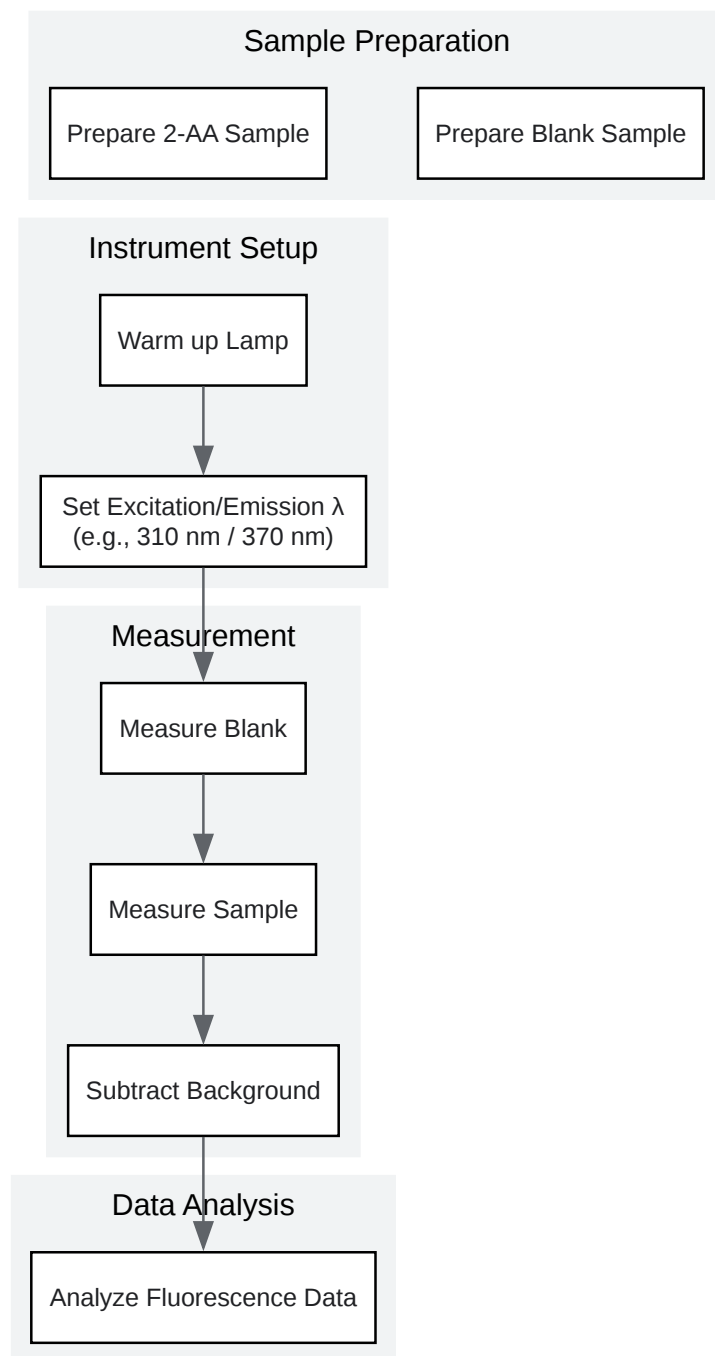 Sample Preparation
Prepare 2-AA Sample
Prepare Blank Sample
Instrument Setup
Warm up Lamp
Set Excitation/Emission λ
(e.g., 310 nm / 370 nm)
Measurement
Measure Blank
Measure Sample
Subtract Background
Data Analysis
Analyze Fluorescence Data